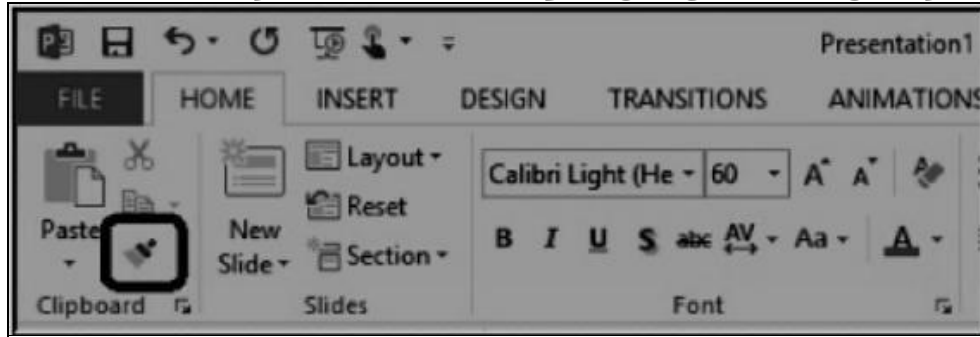 Presentation1
FILE HOME INSERT DESIGN TRANSITIONS ANIMATIONS
Layout
Calibri Light (He 60 A A
Reset
Paste New
Slide Section
B I U S abc AV Aa A
Clipboard Slides Font